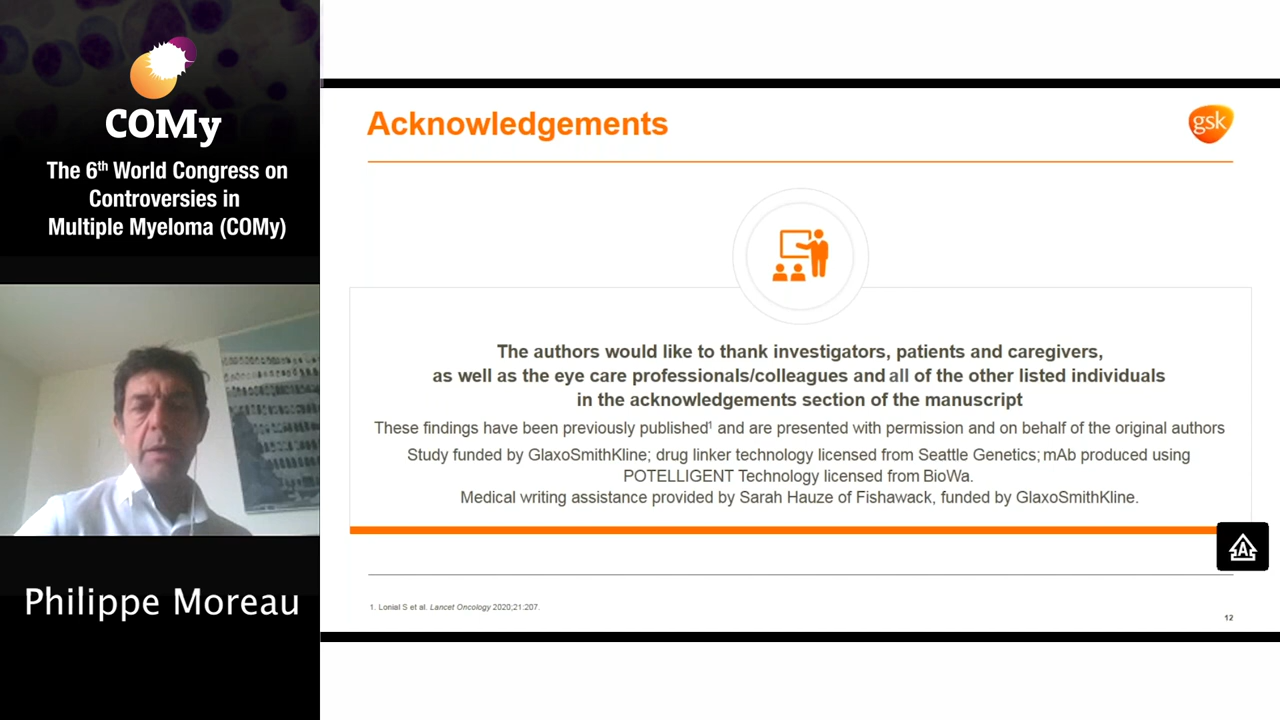 COMy
The 6th World Congress on
Controversies in
Multiple Myeloma (COMy)
Philippe Moreau
Acknowledgements
gsk
The authors would like to thank investigators, patients and caregivers,
as well as the eye care professionals/colleagues and all of the other listed individuals
in the acknowledgements section of the manuscript
These findings have been previously published¹ and are presented with permission and on behalf of the original authors
Study funded by GlaxoSmithKline; drug linker technology licensed from Seattle Genetics; mAb produced using
POTELLIGENT Technology licensed from BioWa.
Medical writing assistance provided by Sarah Hauze of Fishawack, funded by GlaxoSmithKline.
A
1. Lonial S et al. Lancet Oncology 2020;21:207.
12